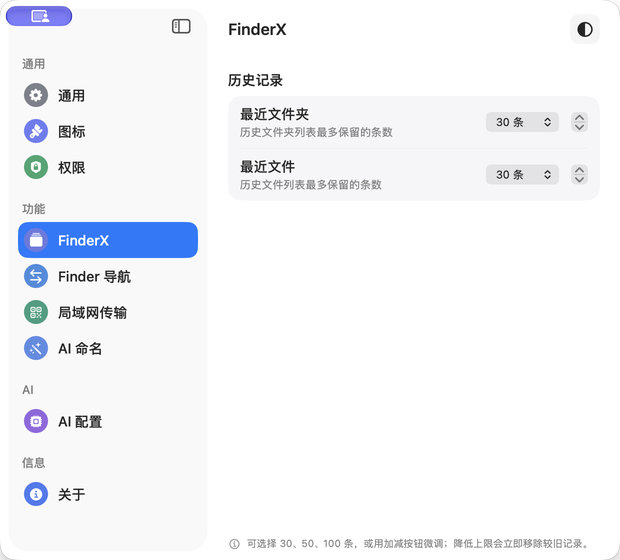 通用
通用
图标
权限
功能
FinderX
Finder 导航
局域网传输
AI 命名
AI
AI 配置
信息
关于
FinderX
历史记录
最近文件夹
历史文件夹列表最多保留的条数
30 条
最近文件
历史文件列表最多保留的条数
30 条
可选择 30、50、100 条，或用加减按钮微调；降低上限会立即移除较旧记录。